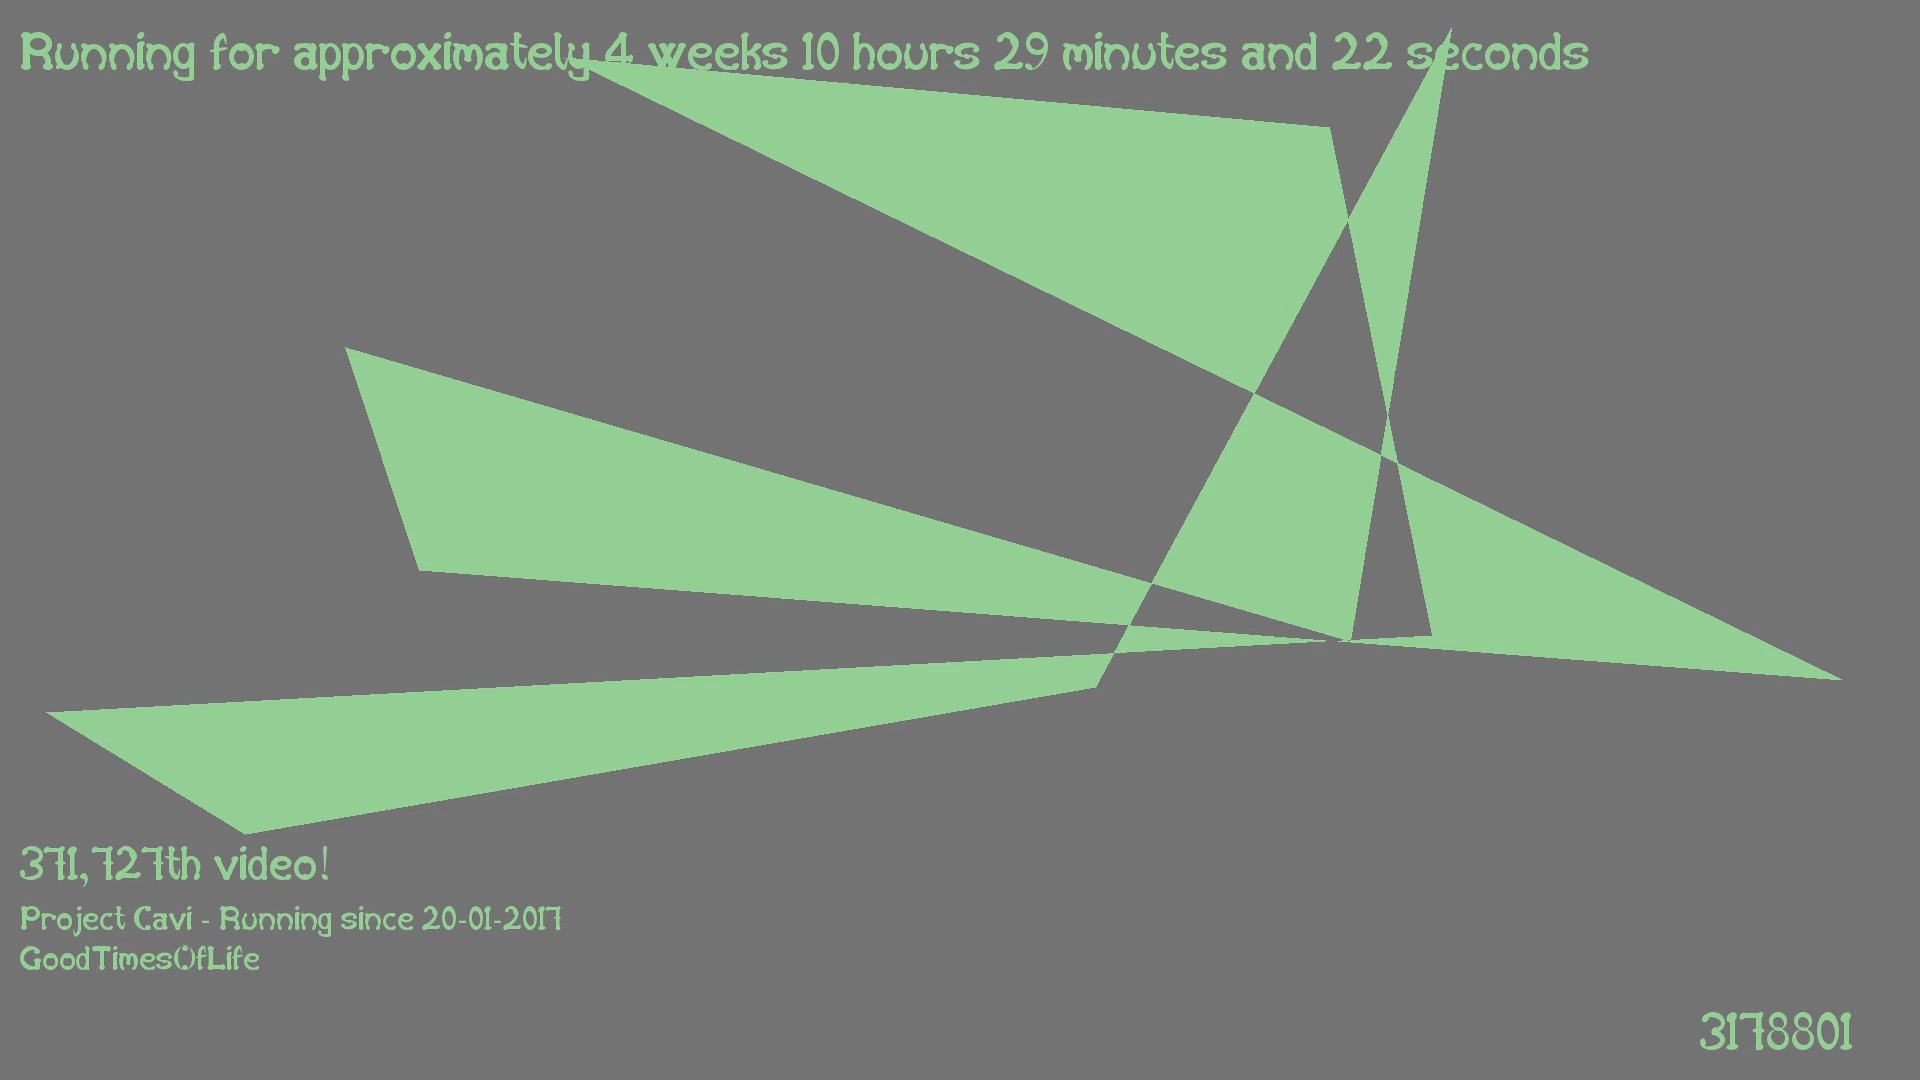 Running for approximately 4 weeks 10 hours 29 minutes and 22 seconds
371,727th video!
Project Cavi - Running since 20-01-2017
GoodTimesOfLife
3178801